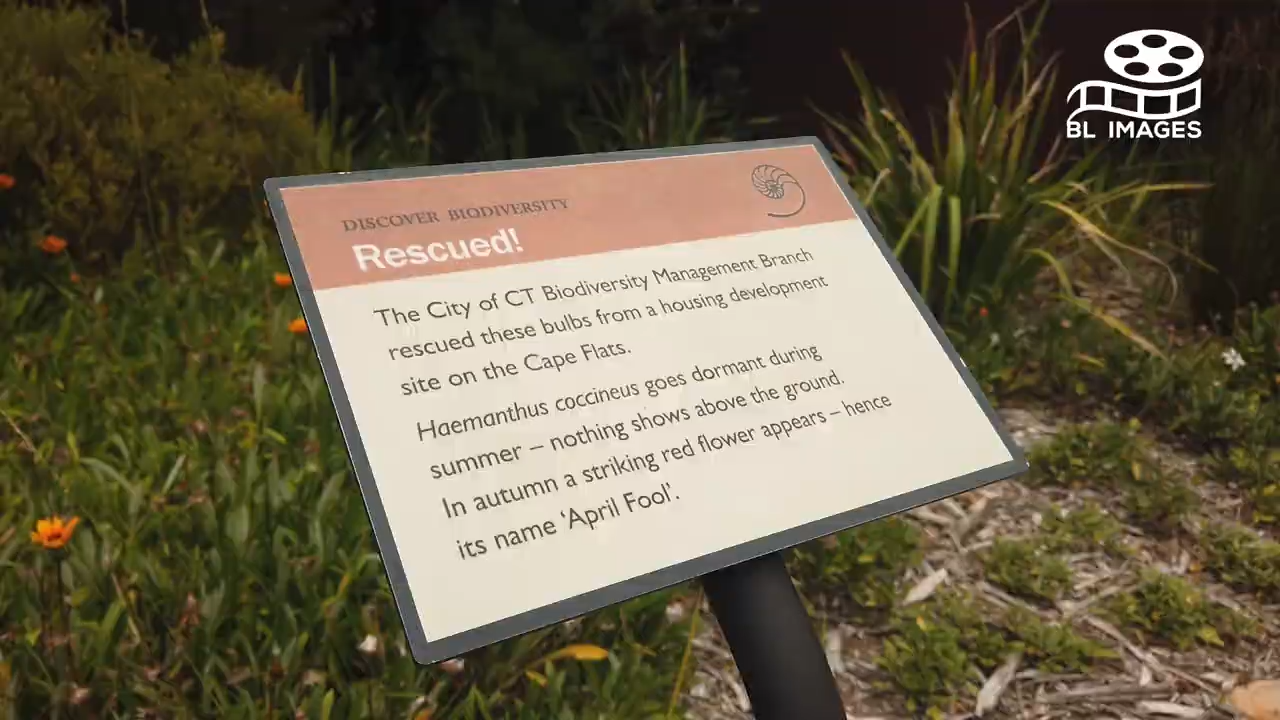 BL IMAGES
DISCOVER BIODIVERSITY
Rescued!
The City of CT Biodiversity Management Branch
rescued these bulbs from a housing development
site on the Cape Flats.
Haemanthus coccineus goes dormant during
summer – nothing shows above the ground.
In autumn a striking red flower appears – hence
its name ‘April Fool’.